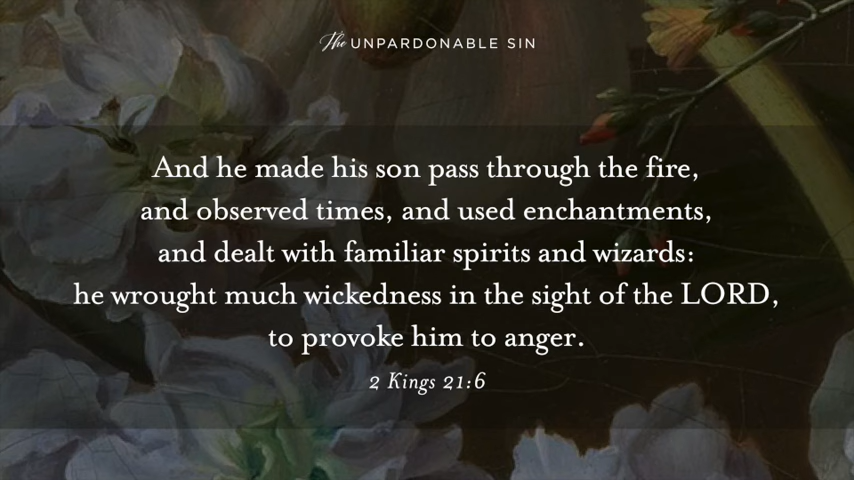 The UNPARDONABLE SIN
And he made his son pass through the fire,
and observed times, and used enchantments,
and dealt with familiar spirits and wizards:
he wrought much wickedness in the sight of the LORD,
to provoke him to anger.
2 Kings 21:6